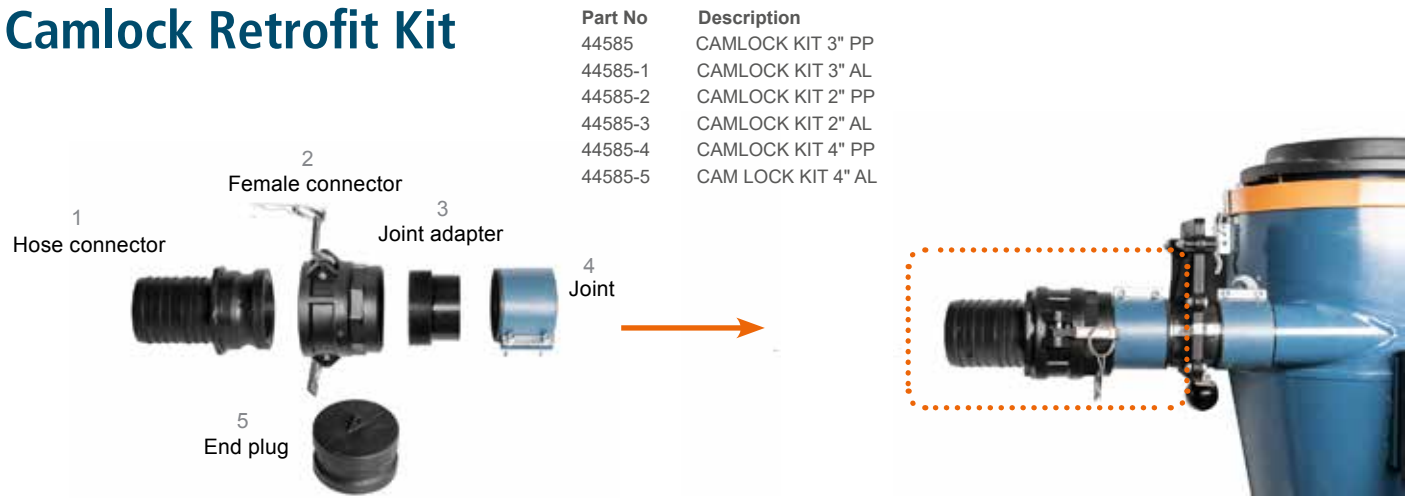 Camlock Retrofit Kit
Part No Description
44585 CAMLOCK KIT 3" PP
44585-1 CAMLOCK KIT 3" AL
44585-2 CAMLOCK KIT 2" PP
44585-3 CAMLOCK KIT 2" AL
44585-4 CAMLOCK KIT 4" PP
44585-5 CAM LOCK KIT 4" AL
1
Hose connector
2
Female connector
3
Joint adapter
4
Joint
5
End plug